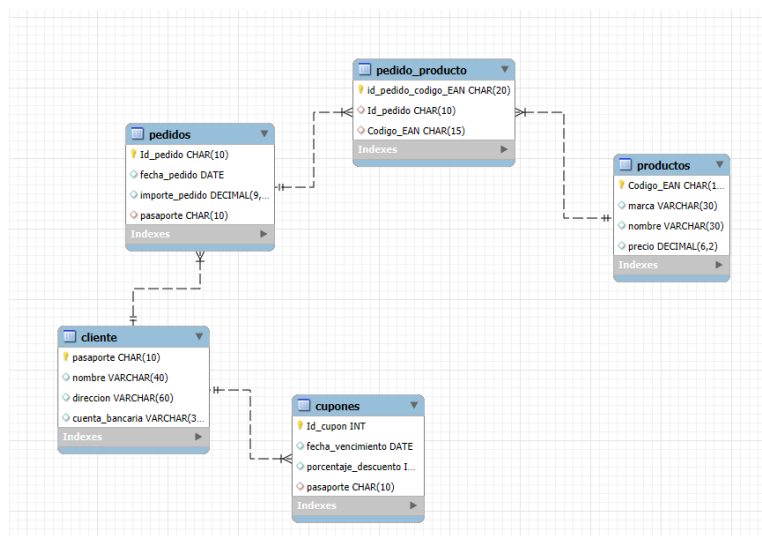 pedido_producto
id_pedido_codigo_EAN CHAR(20)
Id_pedido CHAR(10)
Codigo_EAN CHAR(15)
Indexes
pedidos
Id_pedido CHAR(10)
fecha_pedido DATE
importe_pedido DECIMAL(9,...
pasaporte CHAR(10)
Indexes
productos
Codigo_EAN CHAR(1...
marca VARCHAR(30)
nombre VARCHAR(30)
precio DECIMAL(6,2)
Indexes
cliente
pasaporte CHAR(10)
nombre VARCHAR(40)
direccion VARCHAR(60)
cuenta_bancaria VARCHAR(3...
Indexes
cupones
Id_cupon INT
fecha_vencimiento DATE
porcentaje_descuento I...
pasaporte CHAR(10)
Indexes